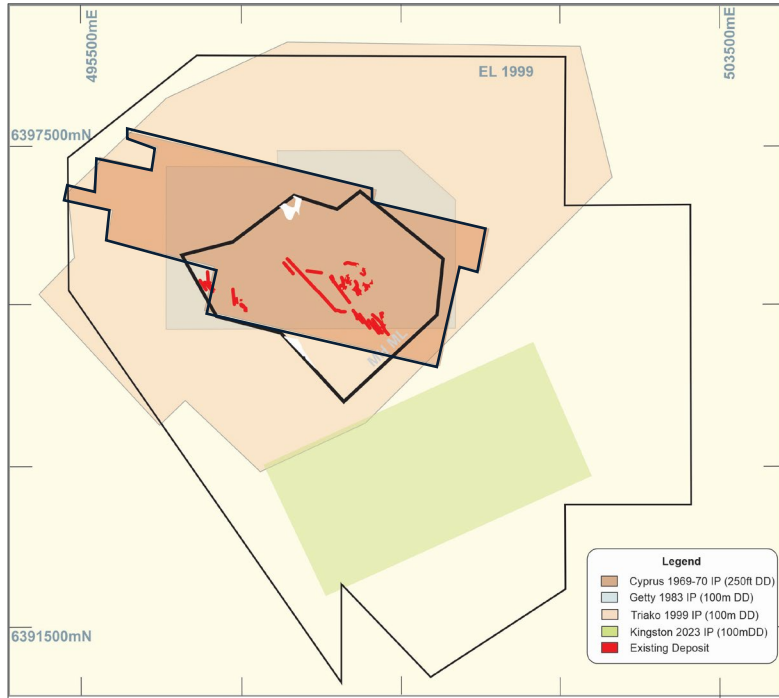 495500mE
503500mE
EL 1999
6397500mN
ML
6391500mN
Legend
Cyprus 1969-70 IP (250ft DD)
Getty 1983 IP (100m DD)
Triako 1999 IP (100m DD)
Kingston 2023 IP (100mDD)
Existing Deposit